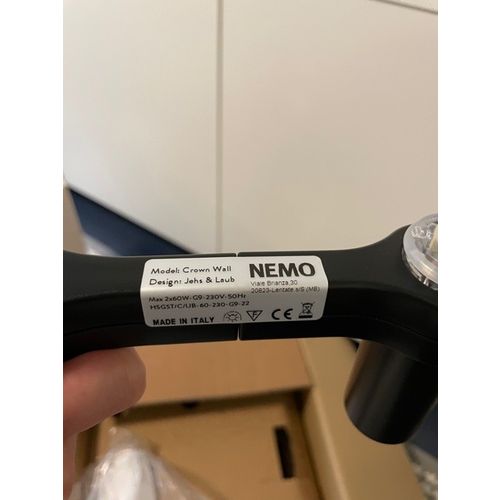 Model: Crown Wall
Design: Jehs & Laub
NEMO
Viale Brianza,30
20823-Lentate s/S (MB)
Max 2x60W-G9-230V-50Hz
HSGST/C/UB-60-230-G9-22
MADE IN ITALY
F
CE